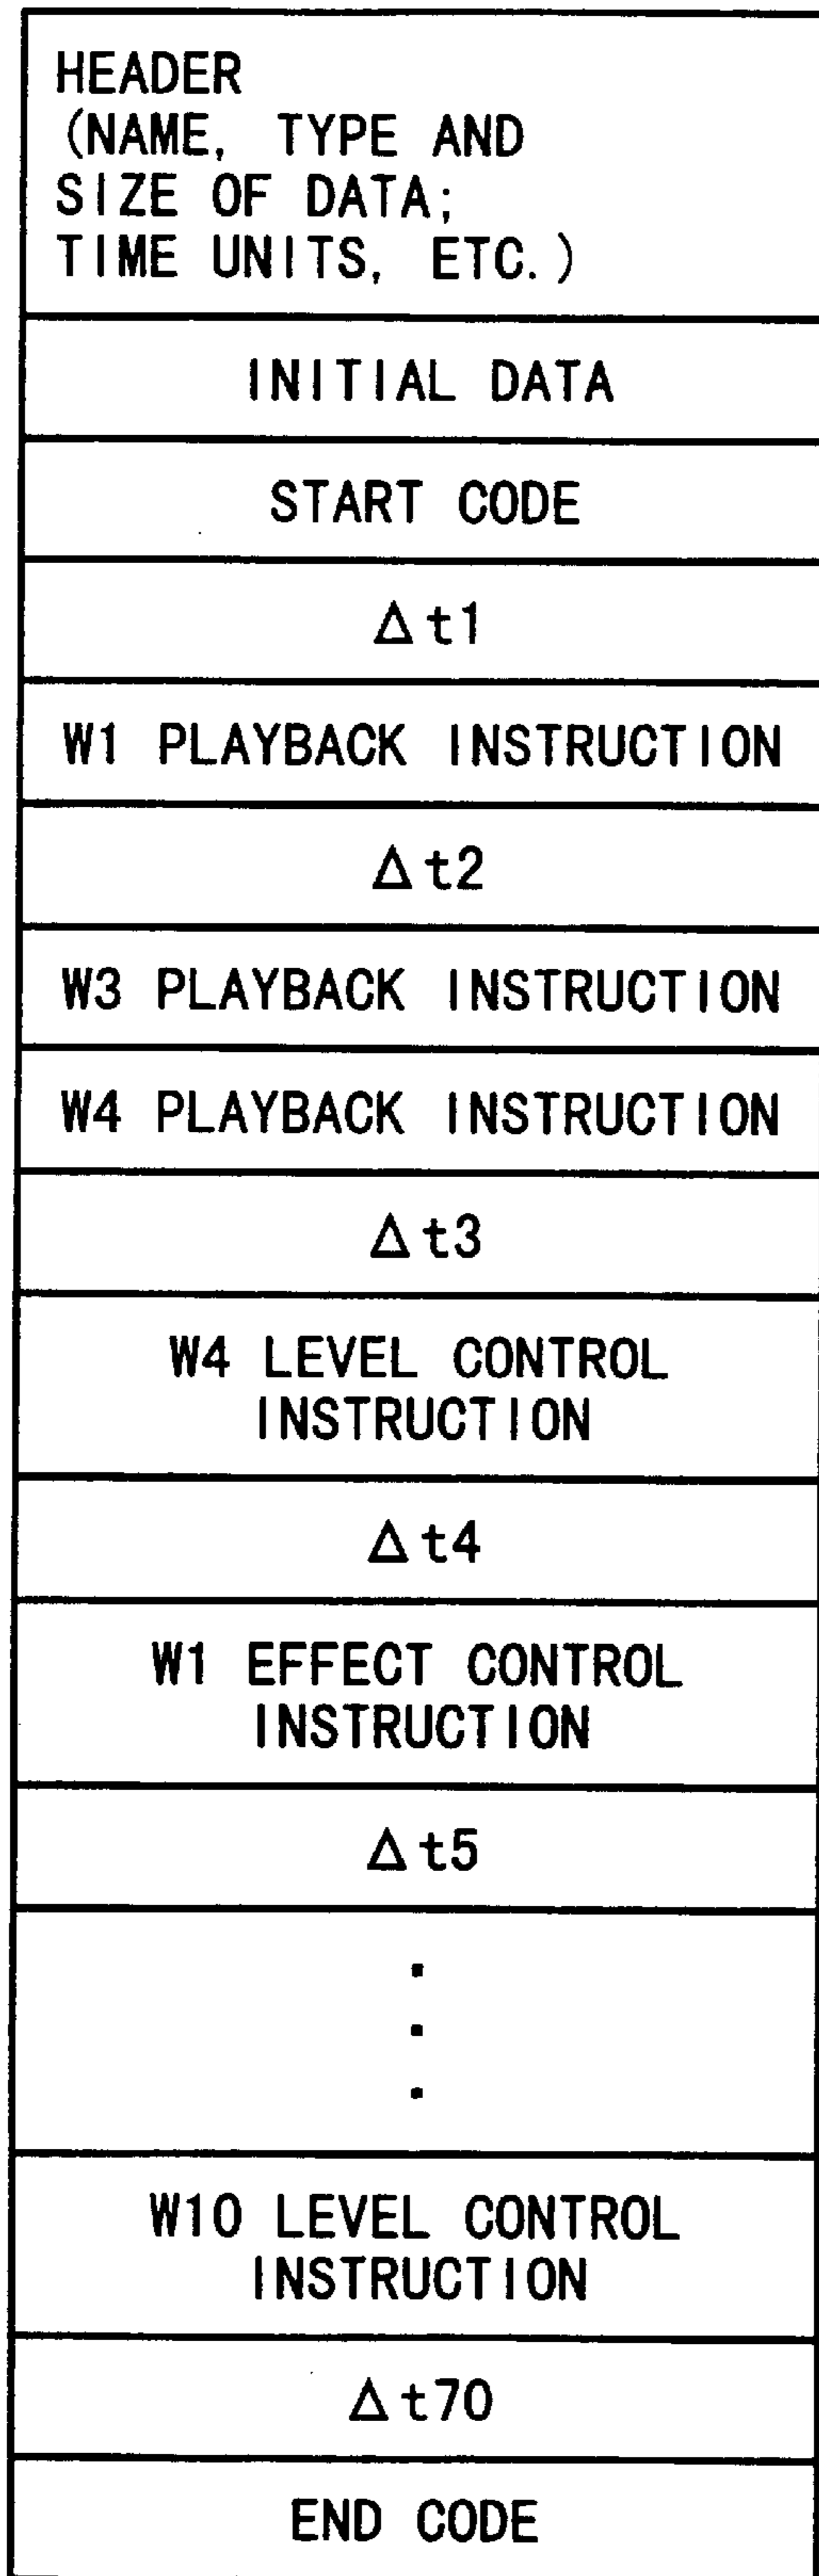 HEADER
(NAME, TYPE AND
SIZE OF DATA;
TIME UNITS, ETC.)
INITIAL DATA
START CODE
Δt1
W1 PLAYBACK INSTRUCTION
Δt2
W3 PLAYBACK INSTRUCTION
W4 PLAYBACK INSTRUCTION
Δt3
W4 LEVEL CONTROL
INSTRUCTION
Δt4
W1 EFFECT CONTROL
INSTRUCTION
Δt5
.
.
.
W10 LEVEL CONTROL
INSTRUCTION
Δt70
END CODE